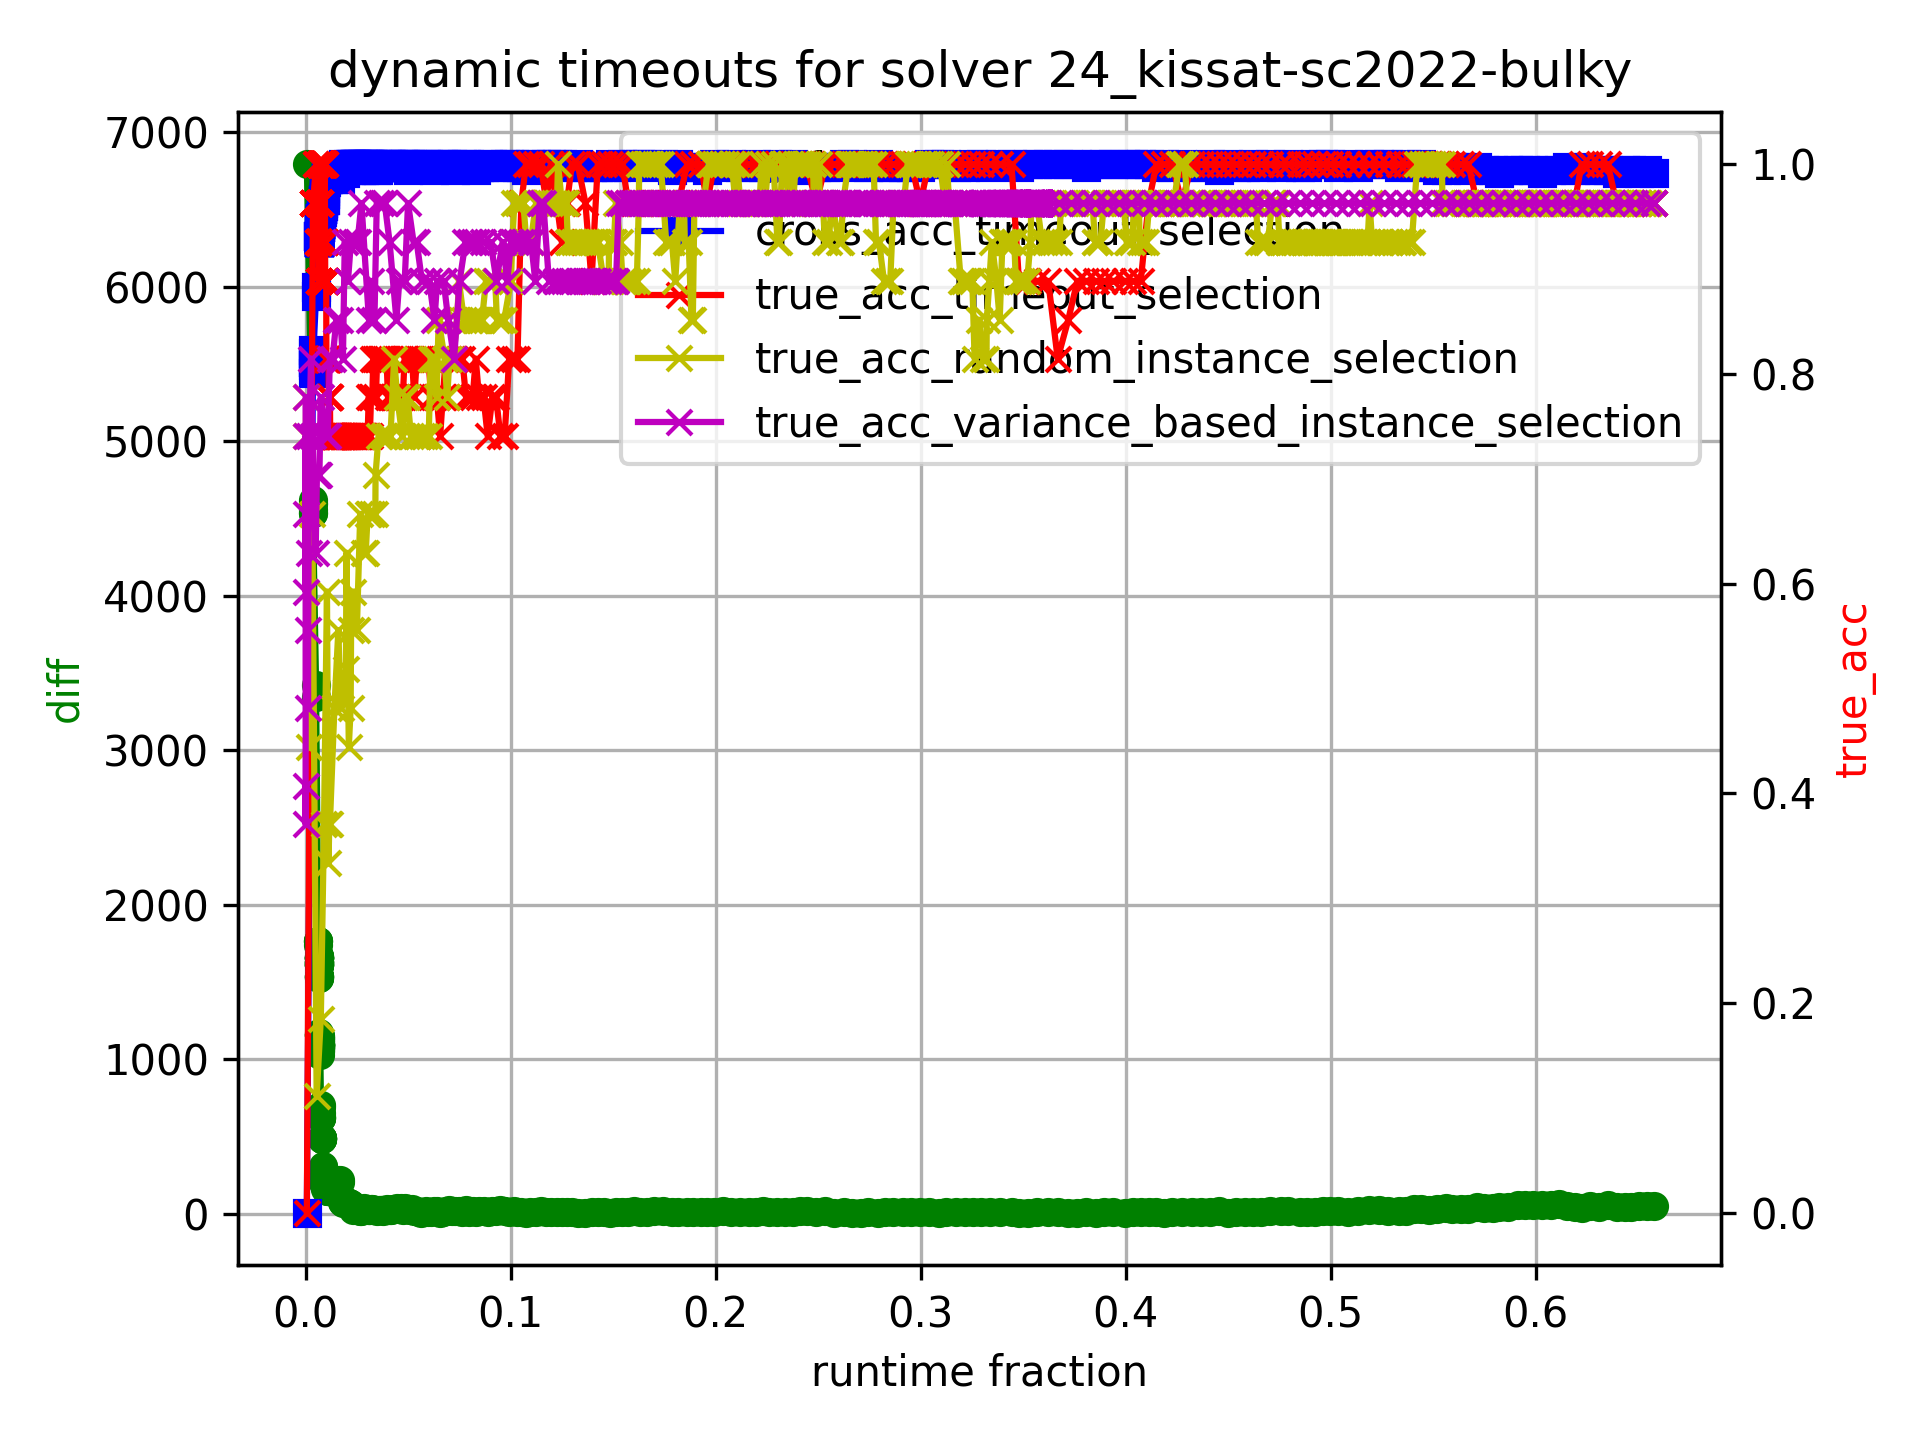 dynamic timeouts for solver 24_kissat-sc2022-bulky
7000
6000
5000
4000
3000
2000
1000
0
diff
cross_acc_timeout_selection
true_acc_timeout_selection
true_acc_random_instance_selection
true_acc_variance_based_instance_selection
1.0
0.8
0.6
0.4
0.2
0.0
true_acc
0.0 0.1 0.2 0.3 0.4 0.5 0.6
runtime fraction